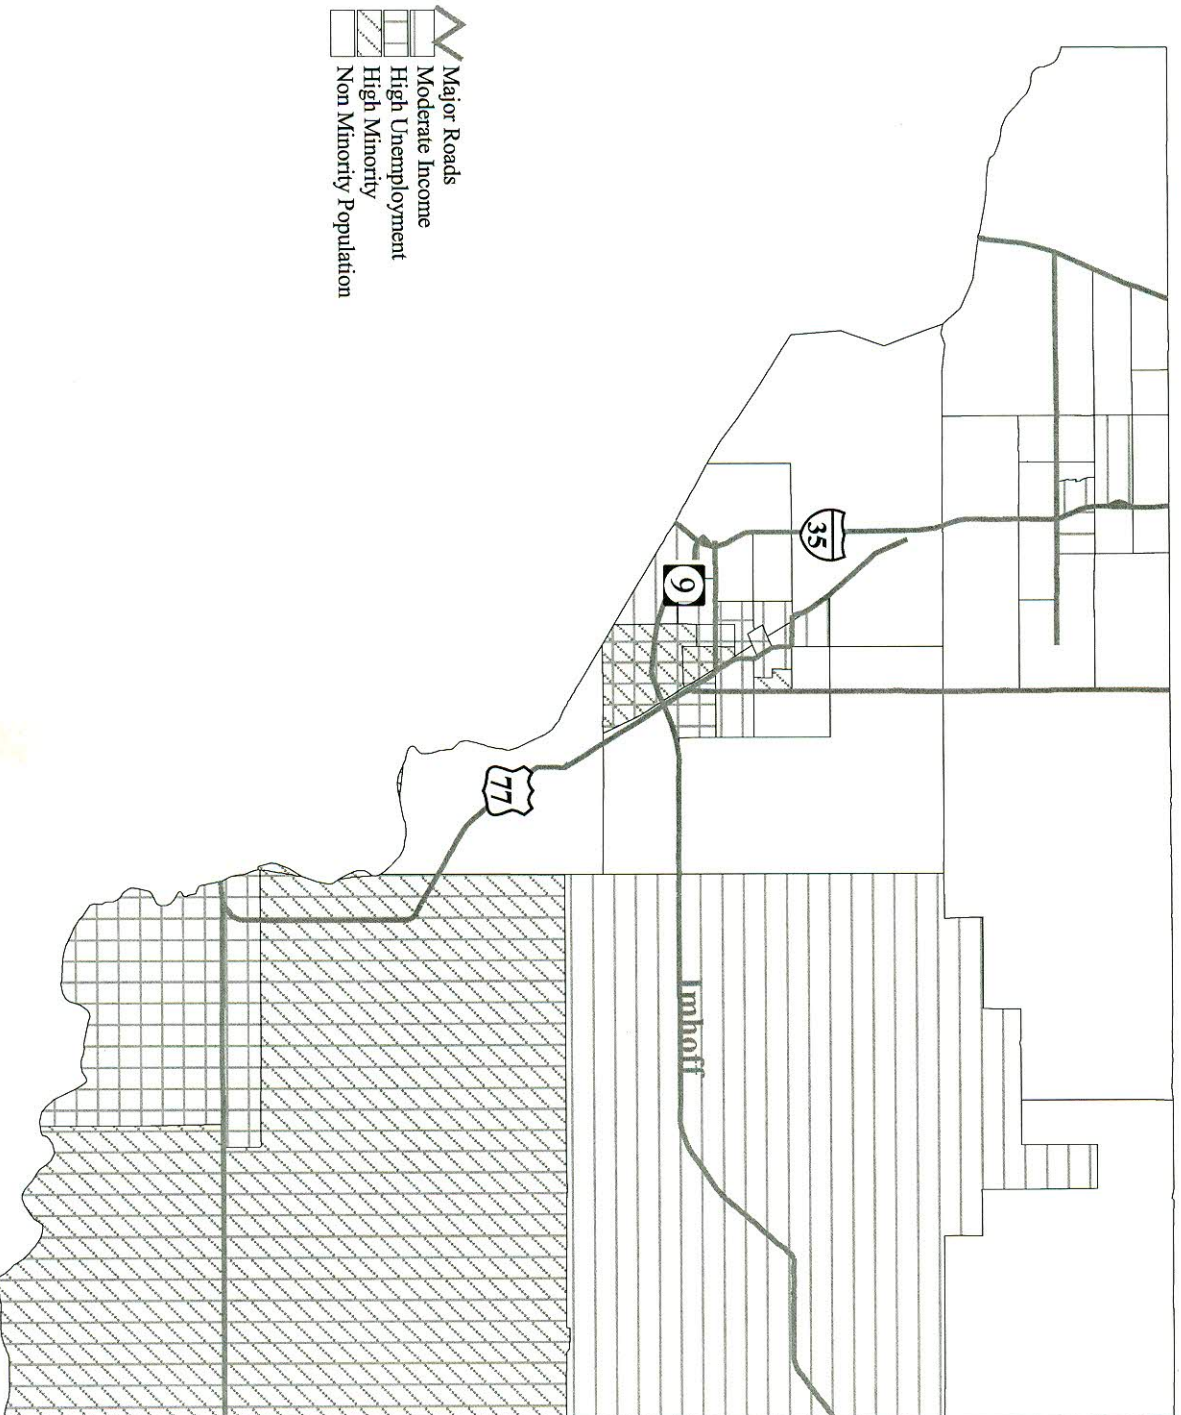 Major Roads
Moderate Income
High Unemployment
High Minority
Non Minority Population
35
9
77
Imhoff